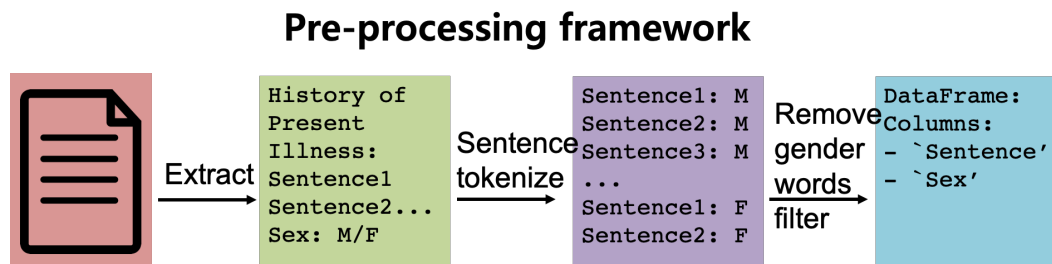 Pre-processing framework
Extract
History of
Present
Illness:
Sentence1
Sentence2...
Sex: M/F
Sentence
tokenize
Sentence1: M
Sentence2: M
Sentence3: M
...
Sentence1: F
Sentence2: F
Remove
gender
words
filter
DataFrame:
Columns:
- `Sentence’
- `Sex’